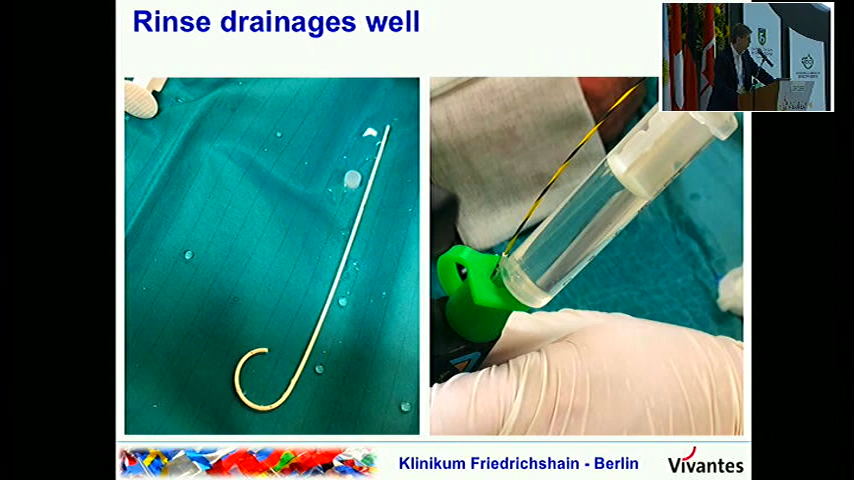 Rinse drainages well
Klinikum Friedrichshain - Berlin
Vivantes